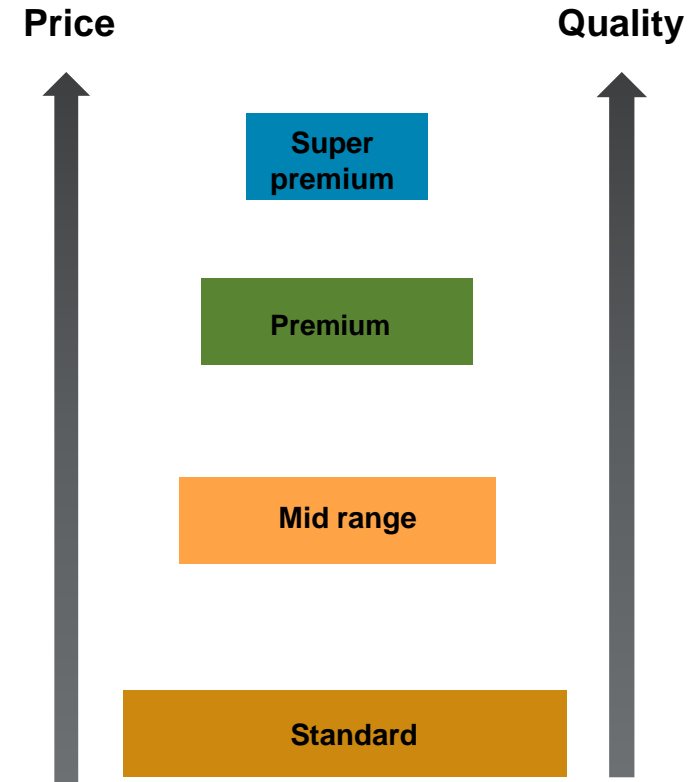 Price
Quality
Super
premium
Premium
Mid range
Standard